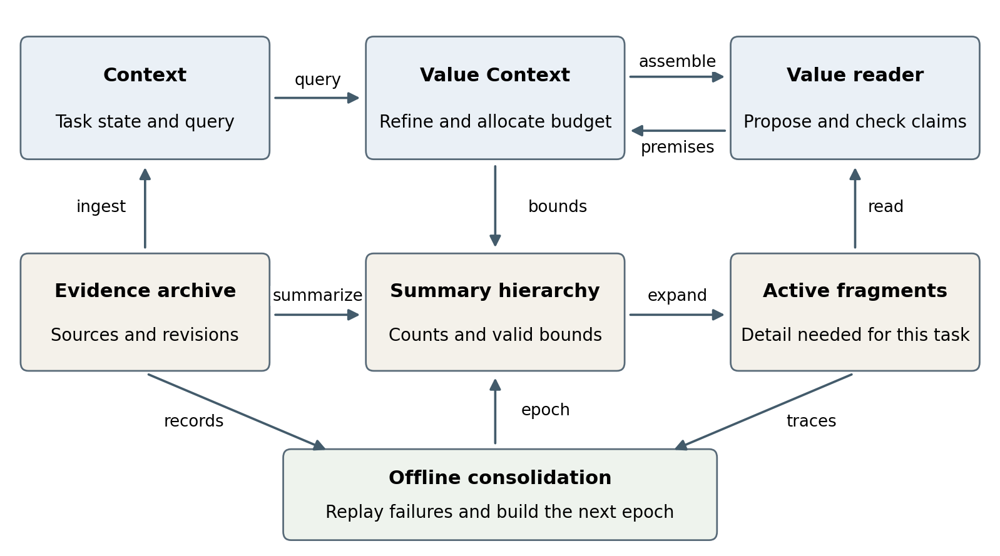 Context
Task state and query
query
Value Context
Refine and allocate budget
assemble
premises
Value reader
Propose and check claims
ingest
bounds
read
Evidence archive
Sources and revisions
summarize
Summary hierarchy
Counts and valid bounds
expand
Active fragments
Detail needed for this task
records
epoch
traces
Offline consolidation
Replay failures and build the next epoch